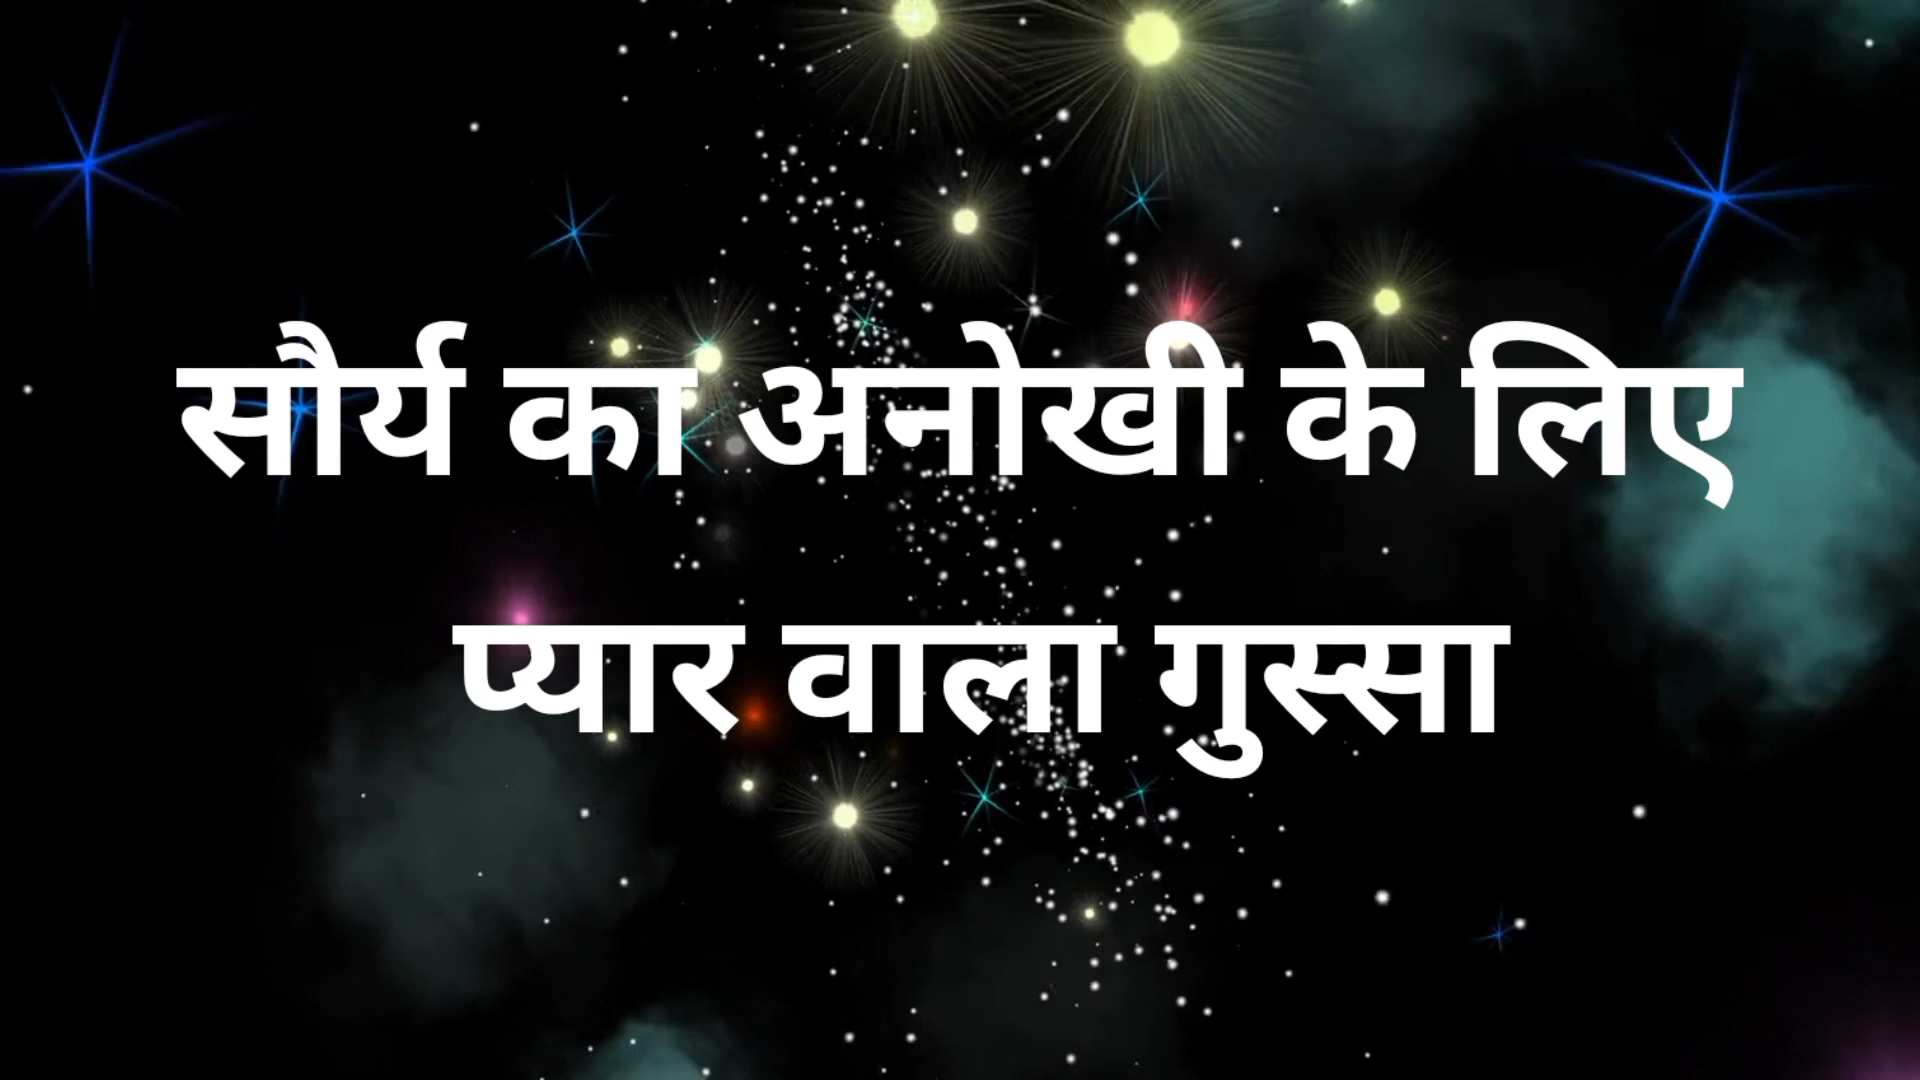 सौर्य का अनोखी के लिए
प्यार वाला गुस्सा